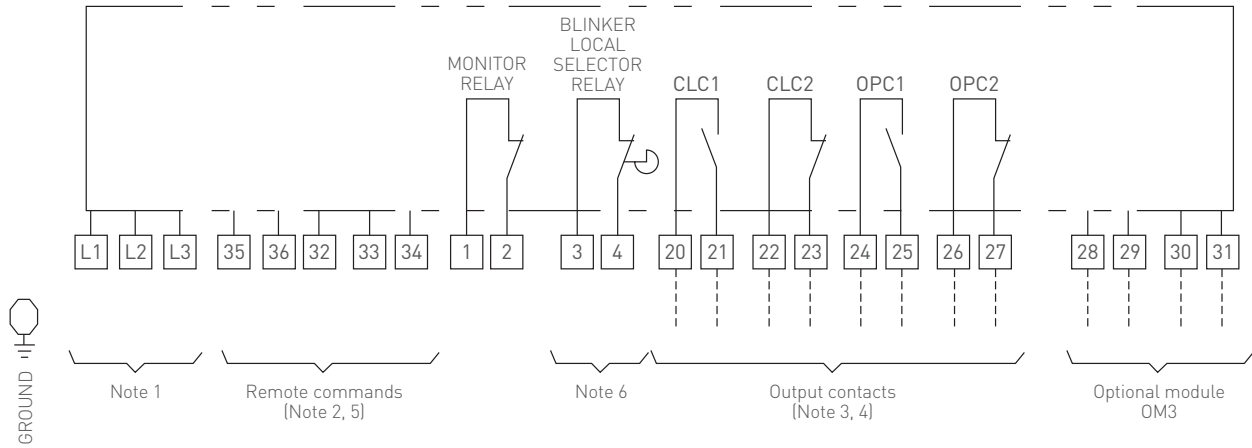 BLINKER
LOCAL
SELECTOR
RELAY
MONITOR
RELAY
CLC1
CLC2
OPC1
OPC2
L1 L2 L3 35 36 32 33 34 1 2 3 4 20 21 22 23 24 25 26 27 28 29 30 31
GROUND
Note 1
Remote commands
(Note 2, 5)
Note 6
Output contacts
(Note 3, 4)
Optional module
OM3